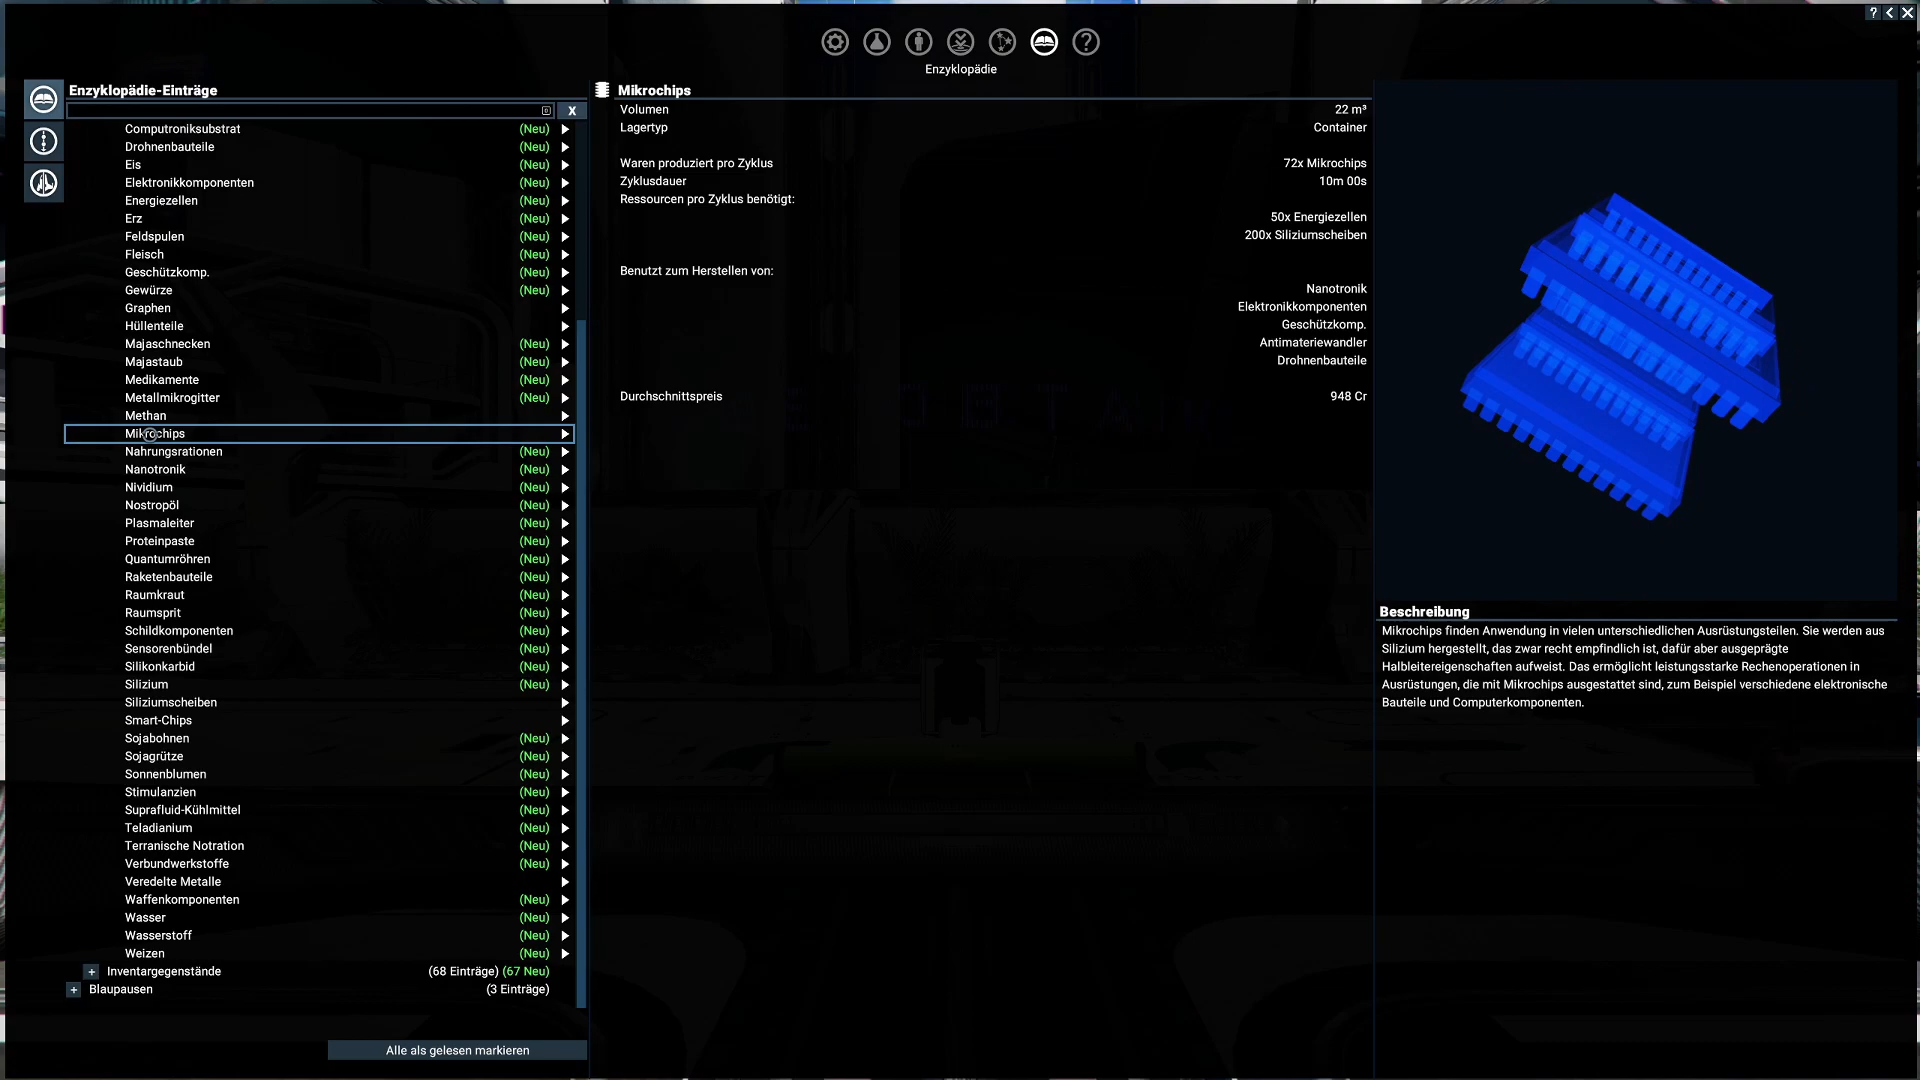 ? < X
Enzyklopädie
Enzyklopädie-Einträge
X
Computroniksubstrat (Neu)
Drohnenbauteile (Neu)
Eis (Neu)
Elektronikkomponenten (Neu)
Energiezellen (Neu)
Erz (Neu)
Feldspulen (Neu)
Fleisch (Neu)
Geschützkomp. (Neu)
Gewürze (Neu)
Graphen
Hüllenteile
Majaschnecken (Neu)
Majastaub (Neu)
Medikamente (Neu)
Metallmikrogitter (Neu)
Methan
Mikrochips
Nahrungsrationen (Neu)
Nanotronik (Neu)
Nividium (Neu)
Nostropöl (Neu)
Plasmaleiter (Neu)
Proteinpaste (Neu)
Quantumröhren (Neu)
Raketenbauteile (Neu)
Raumkraut (Neu)
Raumsprit (Neu)
Schildkomponenten (Neu)
Sensorenbündel (Neu)
Silikonkarbid (Neu)
Silizium (Neu)
Siliziumscheiben
Smart-Chips
Sojabohnen (Neu)
Sojagrütze (Neu)
Sonnenblumen (Neu)
Stimulanzien (Neu)
Suprafluid-Kühlmittel (Neu)
Teladianium (Neu)
Terranische Notration (Neu)
Verbundwerkstoffe (Neu)
Veredelte Metalle
Waffenkomponenten (Neu)
Wasser (Neu)
Wasserstoff (Neu)
Weizen (Neu)
+ Inventargegenstände (68 Einträge) (67 Neu)
+ Blaupausen (3 Einträge)
Alle als gelesen markieren
Mikrochips
Volumen 22 m³
Lagertyp Container
Waren produziert pro Zyklus 72x Mikrochips
Zyklusdauer 10m 00s
Ressourcen pro Zyklus benötigt:
50x Energiezellen
200x Siliziumscheiben
Benutzt zum Herstellen von:
Nanotronik
Elektronikkomponenten
Geschützkomp.
Antimateriewandler
Drohnenbauteile
Durchschnittspreis 948 Cr
Beschreibung
Mikrochips finden Anwendung in vielen unterschiedlichen Ausrüstungsteilen. Sie werden aus
Silizium hergestellt, das zwar recht empfindlich ist, dafür aber ausgeprägte
Halbleitereigenschaften aufweist. Das ermöglicht leistungsstarke Rechenoperationen in
Ausrüstungen, die mit Mikrochips ausgestattet sind, zum Beispiel verschiedene elektronische
Bauteile und Computerkomponenten.